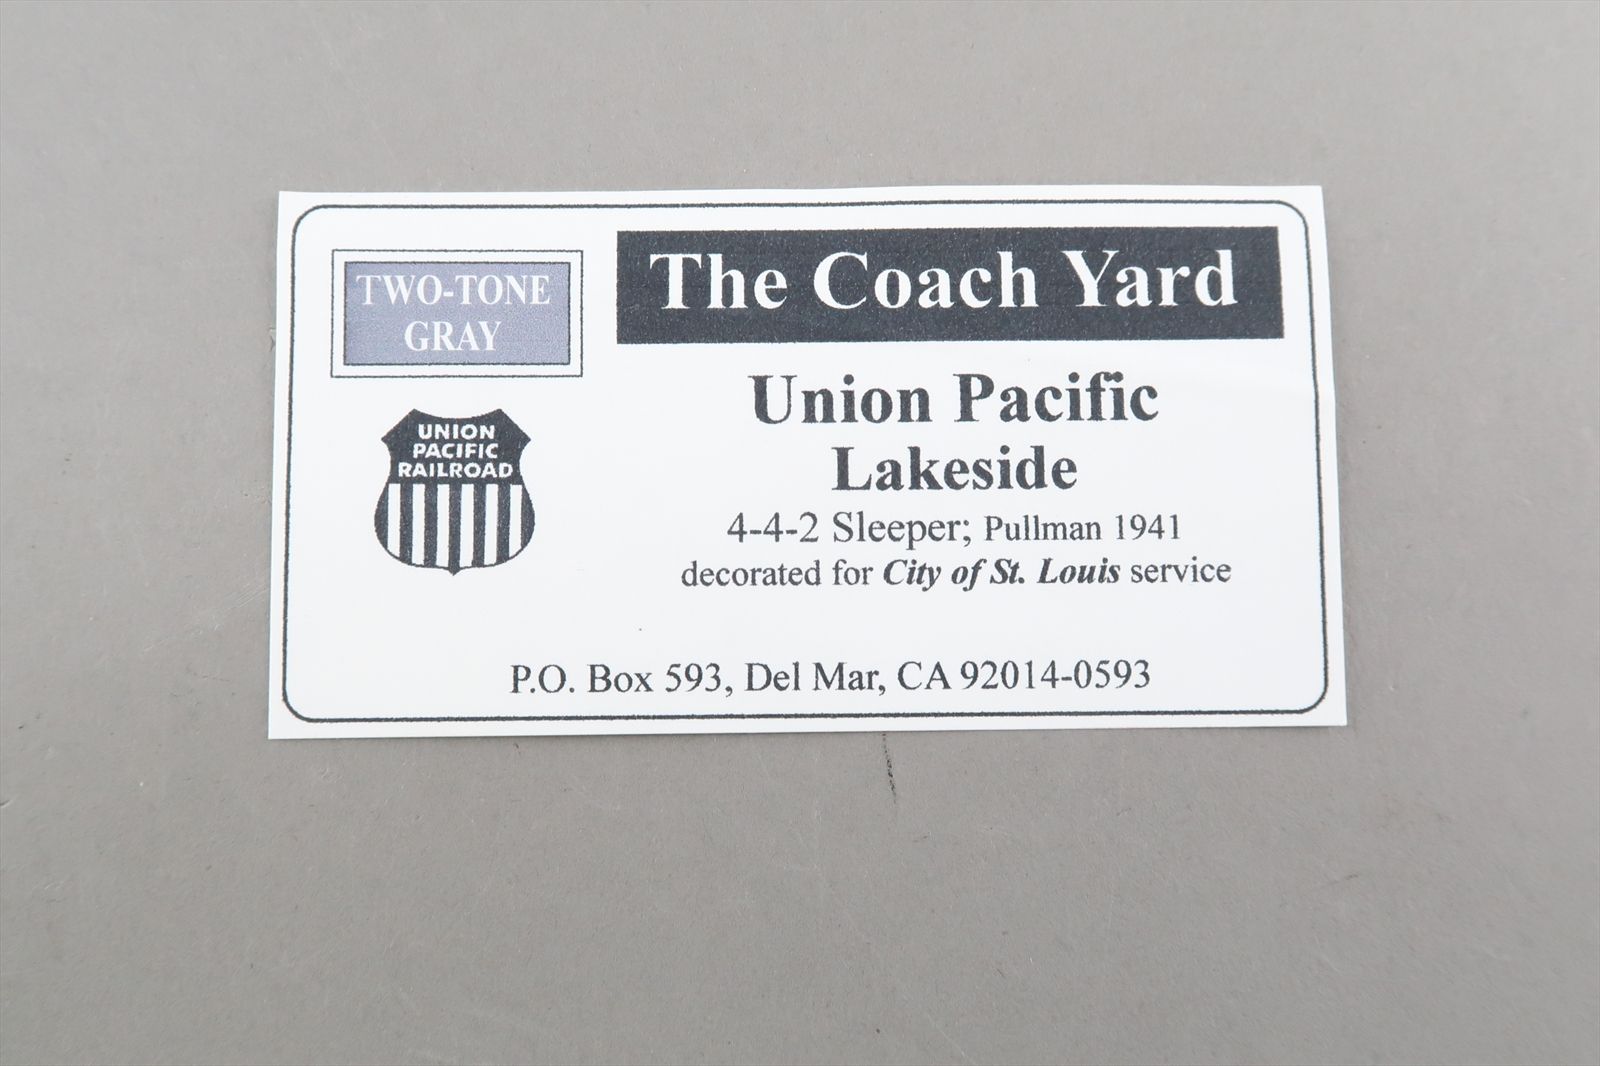 TWO-TONE
GRAY
The Coach Yard
UNION
PACIFIC
RAILROAD
Union Pacific
Lakeside
4-4-2 Sleeper; Pullman 1941
decorated for City of St. Louis service
P.O. Box 593, Del Mar, CA 92014-0593